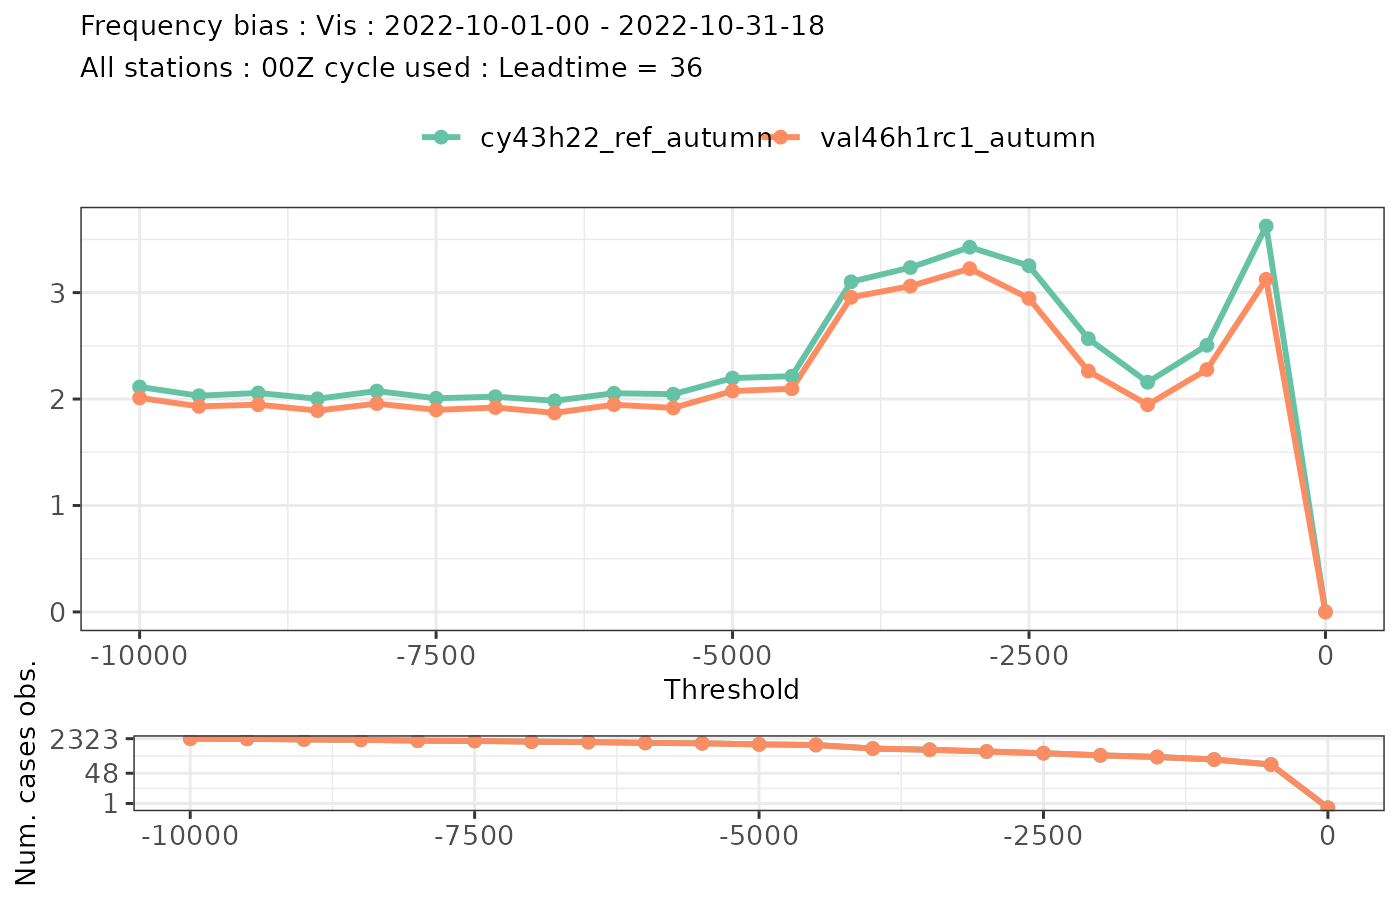 Frequency bias : Vis : 2022-10-01-00 - 2022-10-31-18
All stations : 00Z cycle used : Leadtime = 36
cy43h22_ref_autumn val46h1rc1_autumn
3
2
1
0
-10000 -7500 -5000 -2500 0
Threshold
Num. cases obs.
2323
48
1
-10000 -7500 -5000 -2500 0